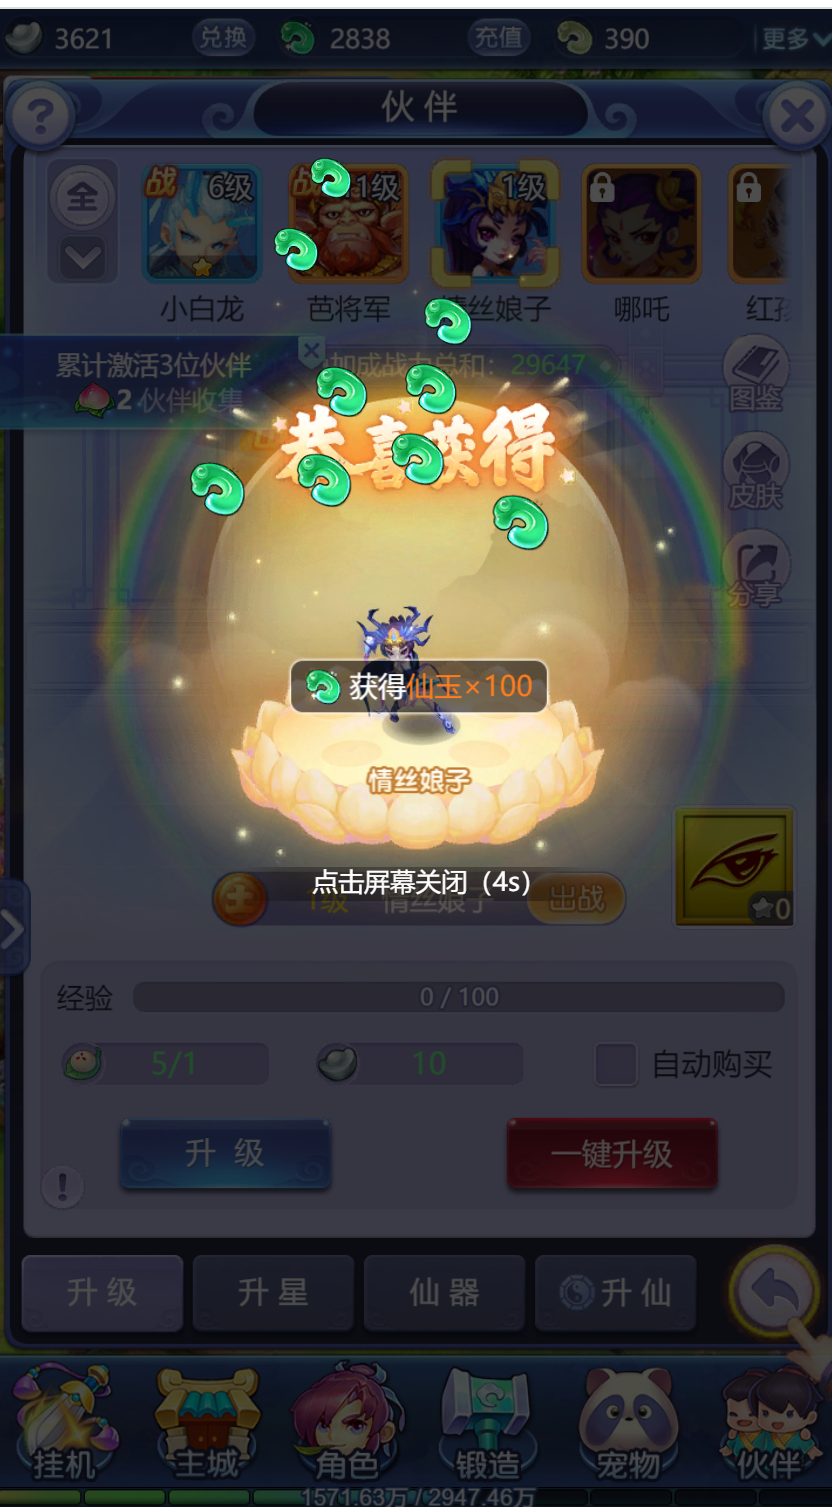 3621 兑换 2838 充值 390 更多
伙伴
全 战 6级 战 1级 1级
小白龙 芭将军 情丝娘子 哪吒 红孩
累计激活3位伙伴
加成战力总和：29647
2 伙伴收集
图鉴
恭喜获得
皮肤
分享
获得仙玉×100
情丝娘子
点击屏幕关闭（4s）
1级 情丝娘子 出战
0
经验 0 / 100
5/1 10 自动购买
升级 一键升级
升级 升星 仙器 升仙
挂机 主城 角色 锻造 宠物 伙伴
1571.63万 / 2947.46万